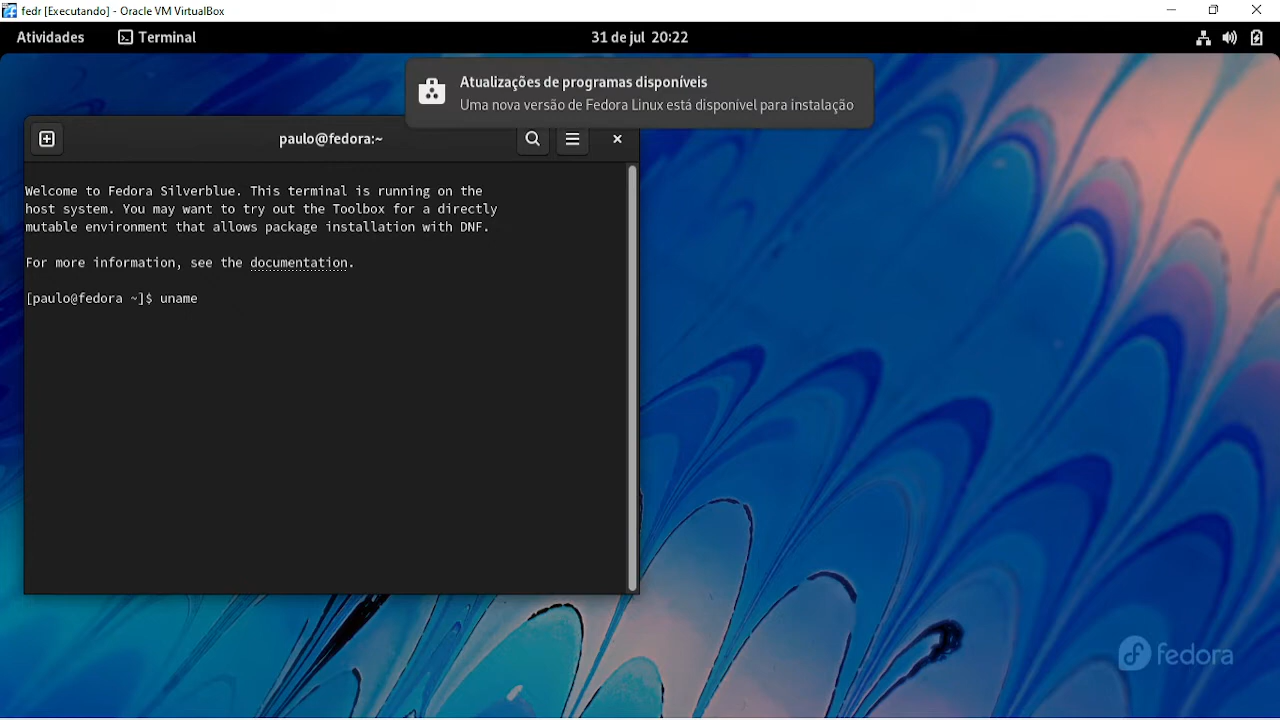 fedr [Executando] - Oracle VM VirtualBox
Atividades
Terminal
31 de jul 20:22
Atualizações de programas disponíveis
Uma nova versão de Fedora Linux está disponível para instalação
paulo@fedora:~
Welcome to Fedora Silverblue. This terminal is running on the
host system. You may want to try out the Toolbox for a directly
mutable environment that allows package installation with DNF.
For more information, see the documentation.
[paulo@fedora ~]$ uname
fedora